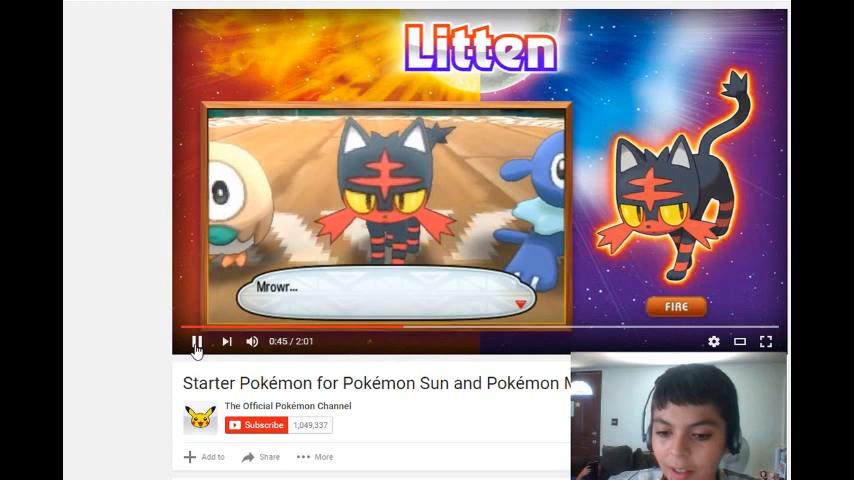 Litten
Mrowr...
FIRE
0:45 / 2:01
Starter Pokémon for Pokémon Sun and Pokémon
The Official Pokémon Channel
Subscribe 1,049,337
Add to Share More